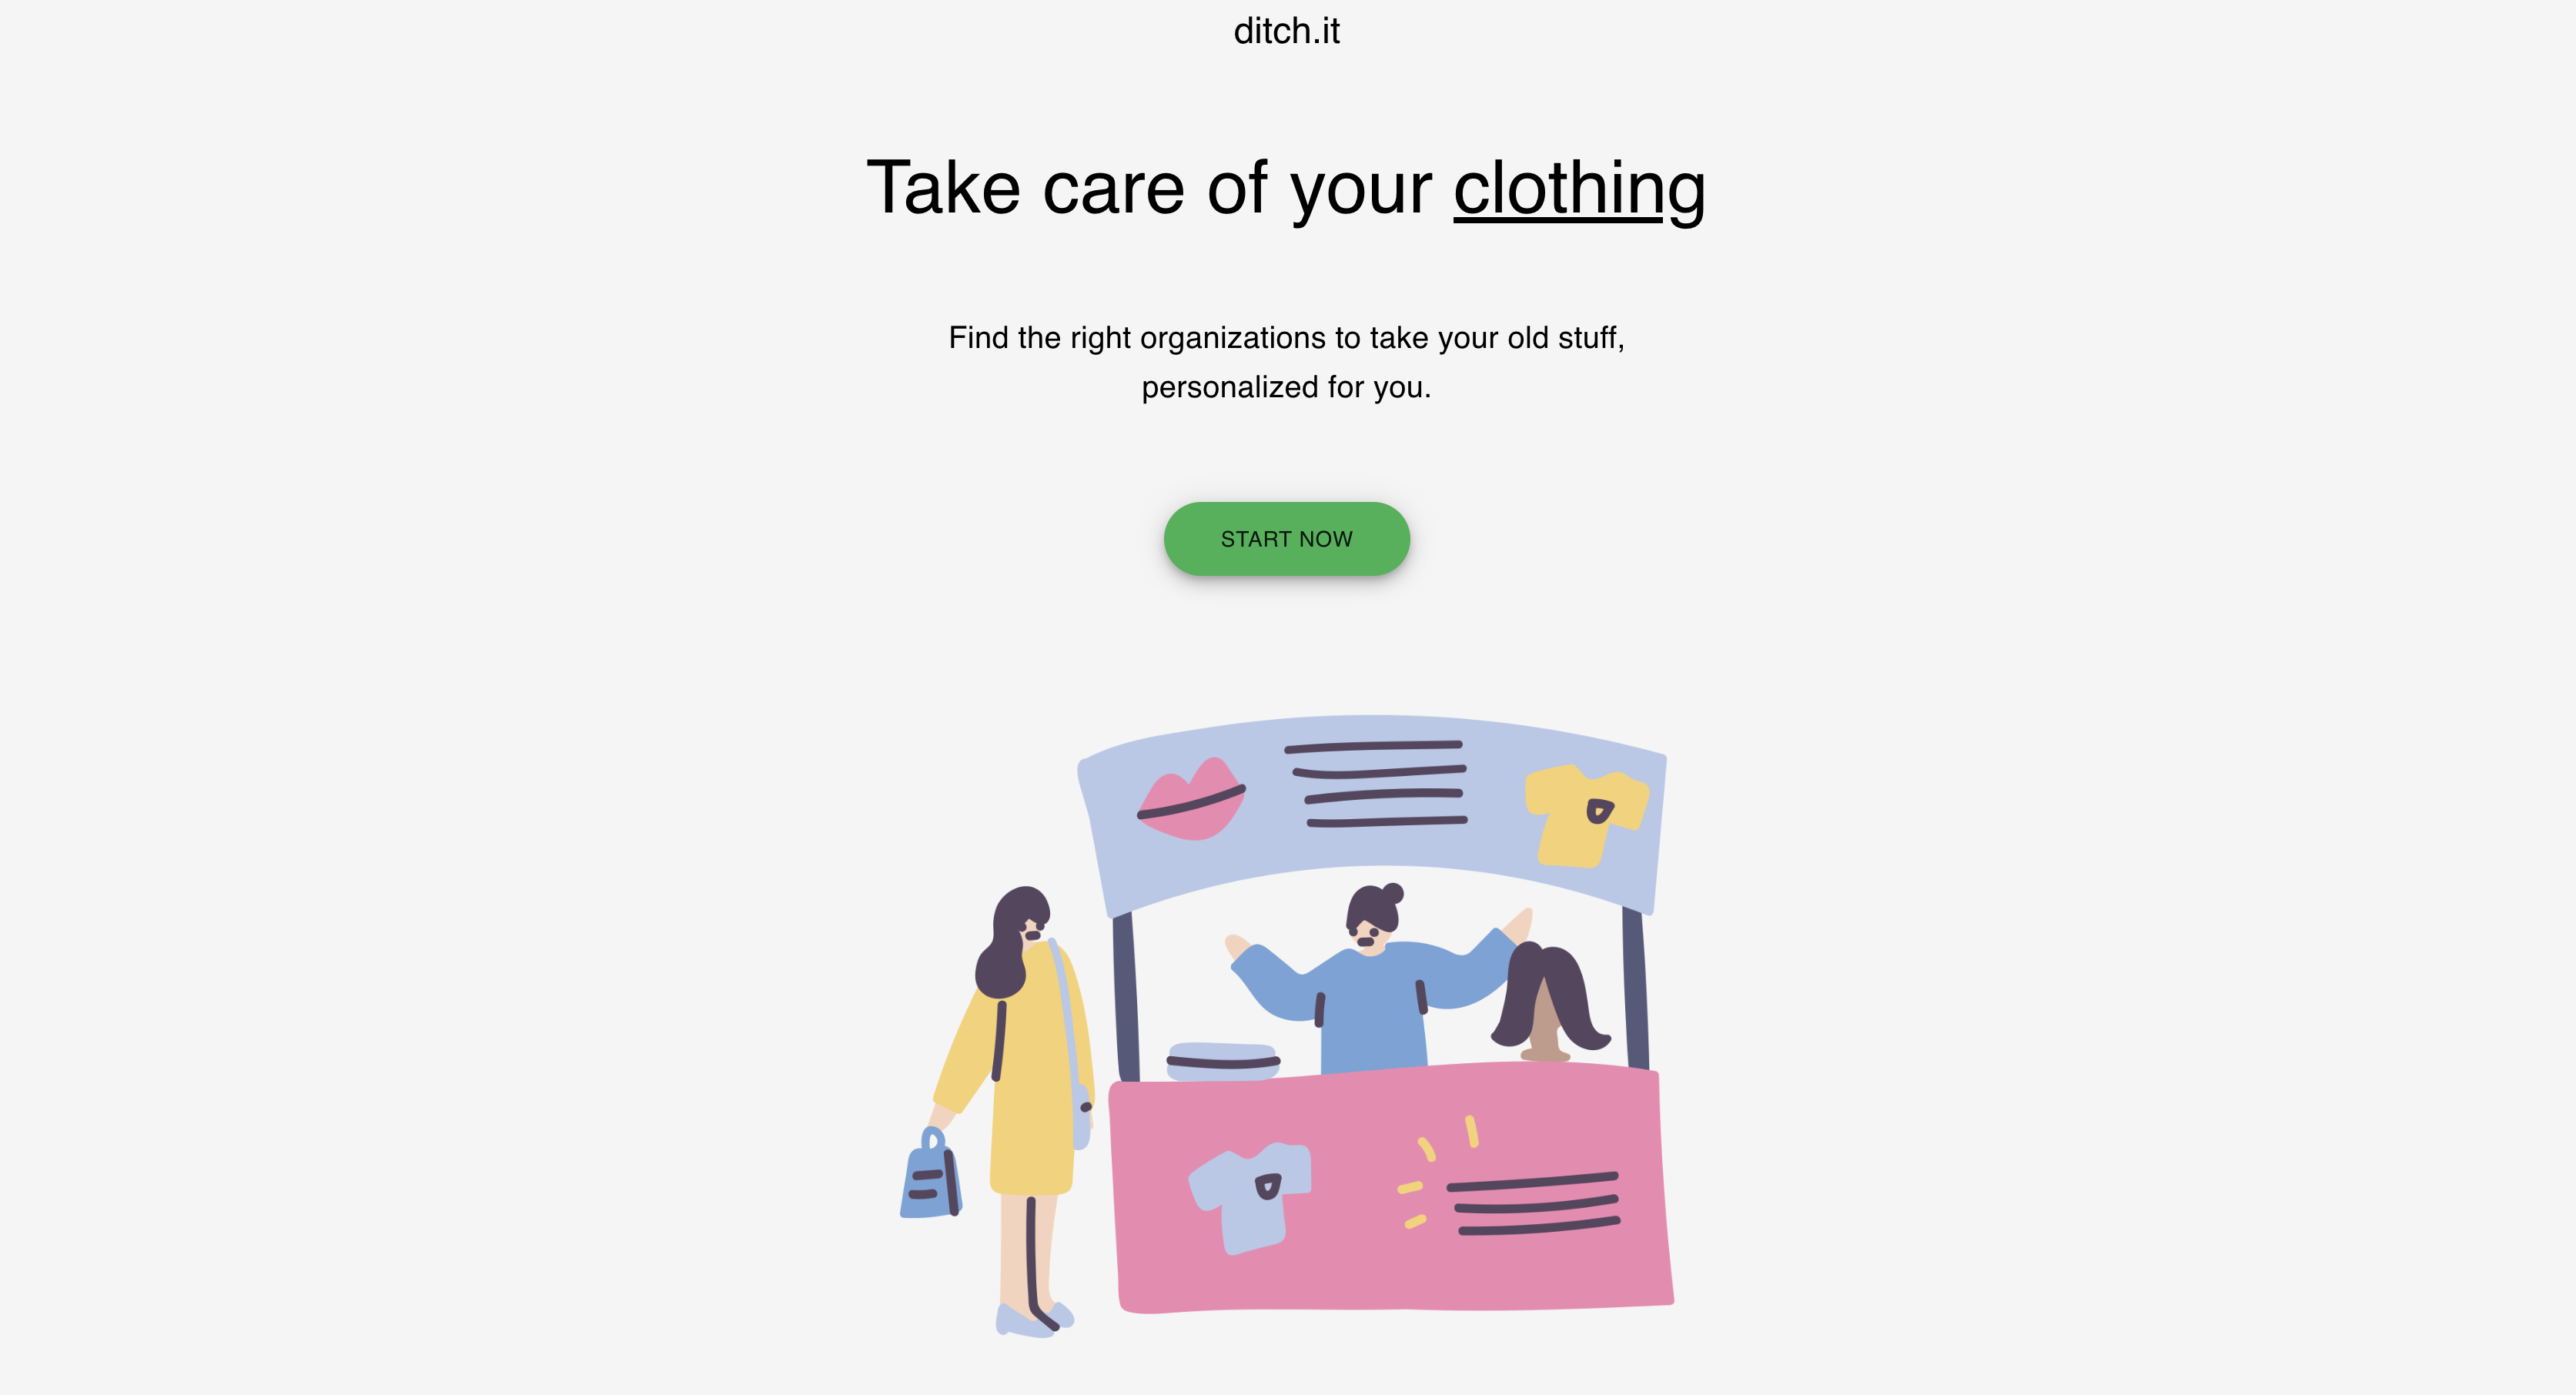 ditch.it
Take care of your clothing
Find the right organizations to take your old stuff,
personalized for you.
START NOW